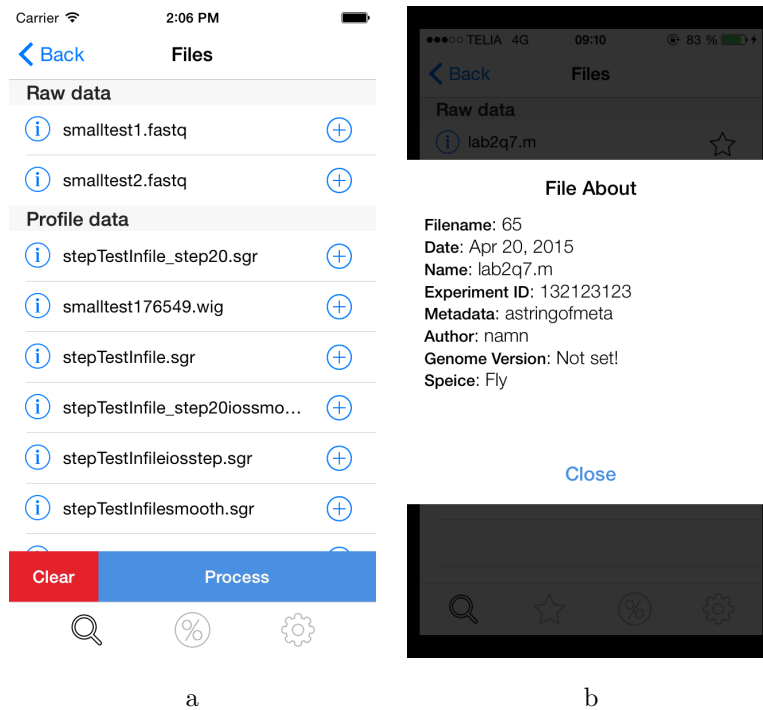 Carrier 2:06 PM
Back Files
Raw data
smalltest1.fastq
smalltest2.fastq
Profile data
stepTestInfile_step20.sgr
smalltest176549.wig
stepTestInfile.sgr
stepTestInfile_step20iossmo...
stepTestInfileiosstep.sgr
stepTestInfilesmooth.sgr
Clear Process
%
a
TELIA 4G 09:10 83 %
Back Files
Raw data
lab2q7.m
File About
Filename: 65
Date: Apr 20, 2015
Name: lab2q7.m
Experiment ID: 132123123
Metadata: astringofmeta
Author: namn
Genome Version: Not set!
Speice: Fly
Close
%
b